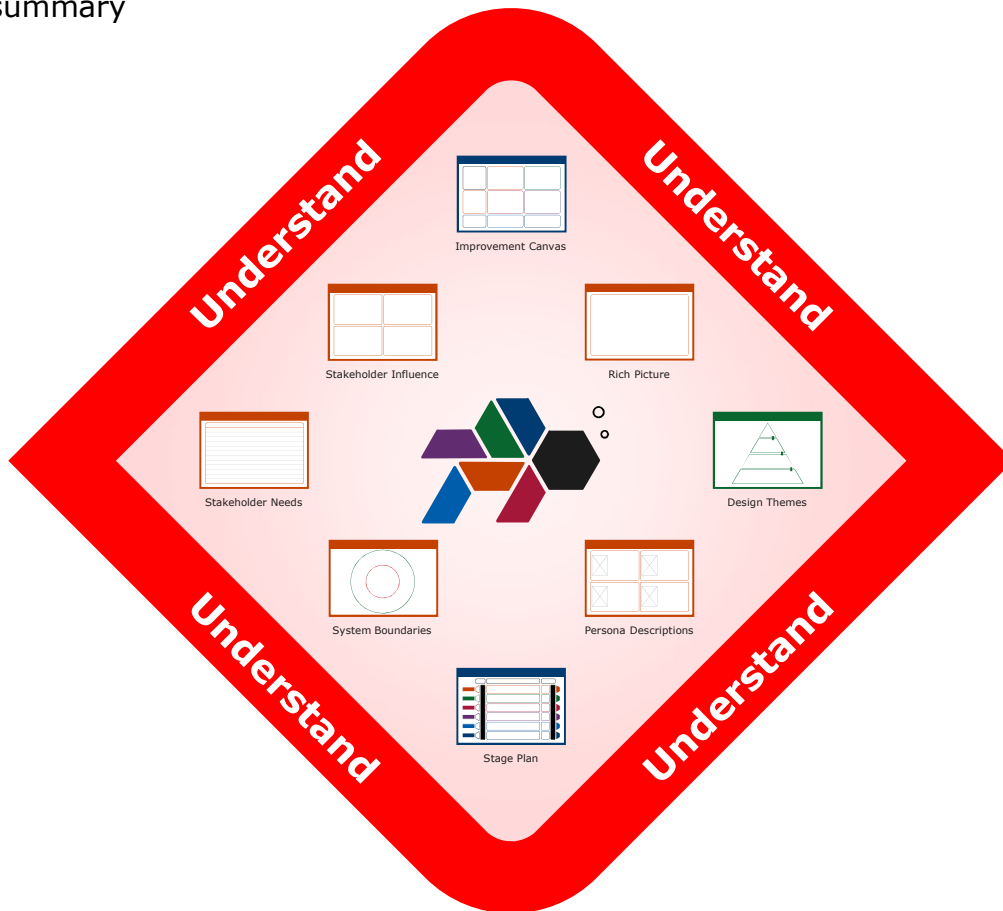 summary
Understand
Understand
Improvement Canvas
Stakeholder Influence
Rich Picture
Stakeholder Needs
Design Themes
System Boundaries
Persona Descriptions
Stage Plan
Understand
Understand